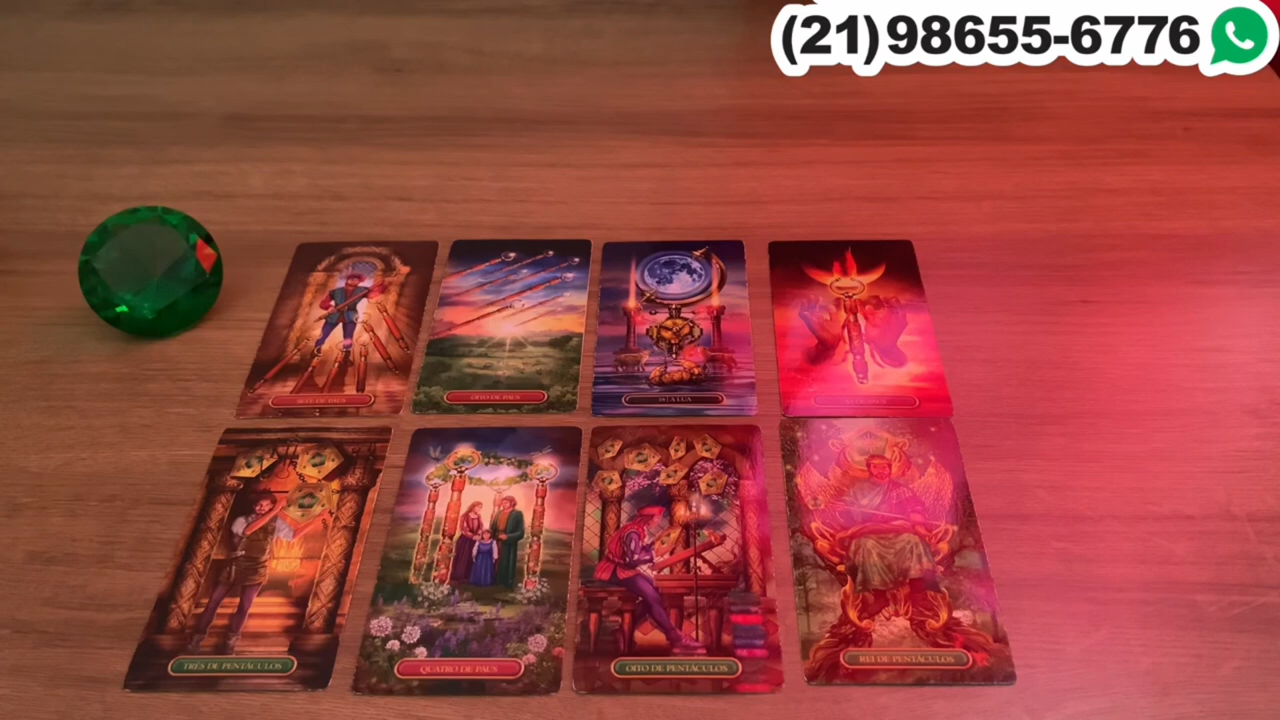 (21)98655-6776
SETE DE PAUS
OITO DE PAUS
18 | A LUA
TRÊS DE PENTÁCULOS
QUATRO DE PAUS
OITO DE PENTÁCULOS
REI DE PENTÁCULOS